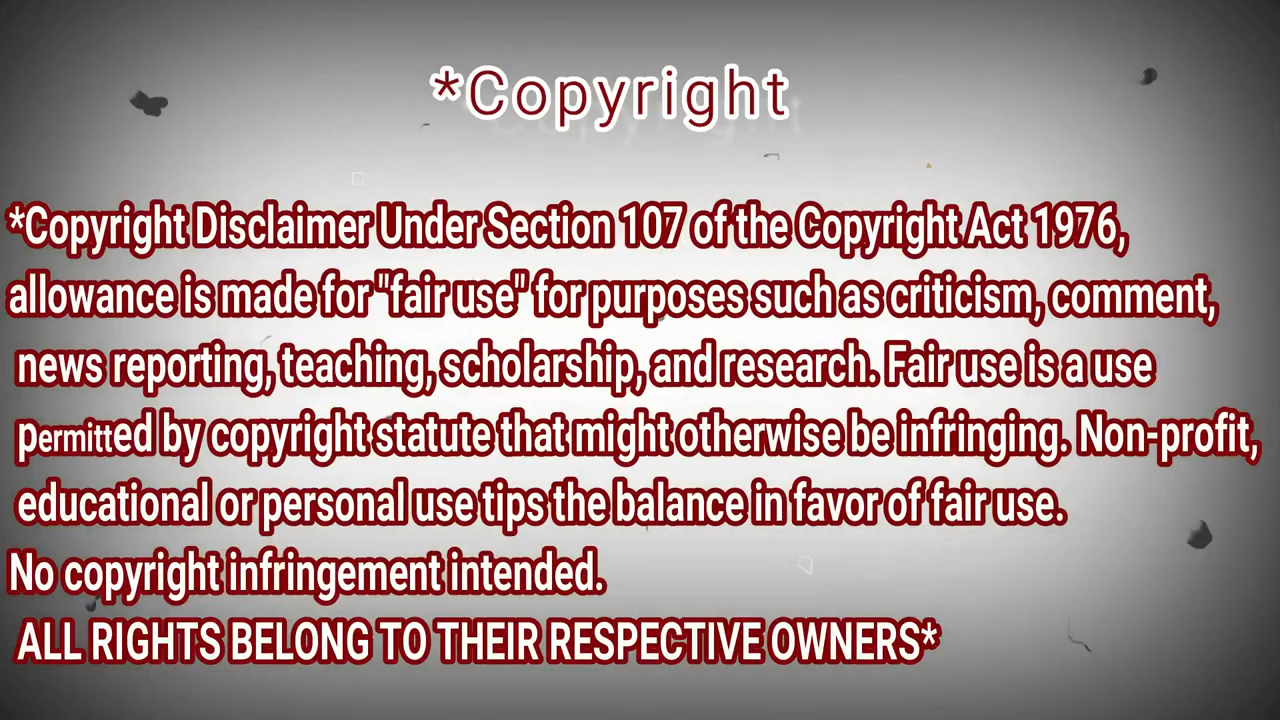 *Copyright
*Copyright Disclaimer Under Section 107 of the Copyright Act 1976,
allowance is made for "fair use" for purposes such as criticism, comment,
news reporting, teaching, scholarship, and research. Fair use is a use
permitted by copyright statute that might otherwise be infringing. Non-profit,
educational or personal use tips the balance in favor of fair use.
No copyright infringement intended.
ALL RIGHTS BELONG TO THEIR RESPECTIVE OWNERS*